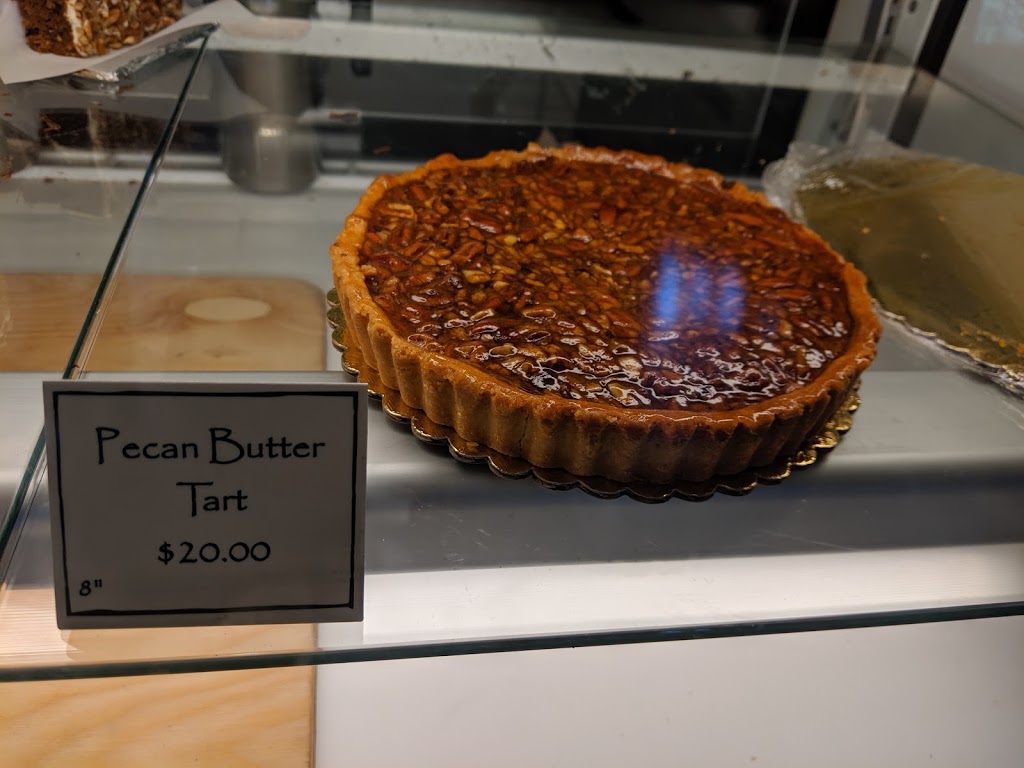 Pecan Butter
Tart
$20.00
8"